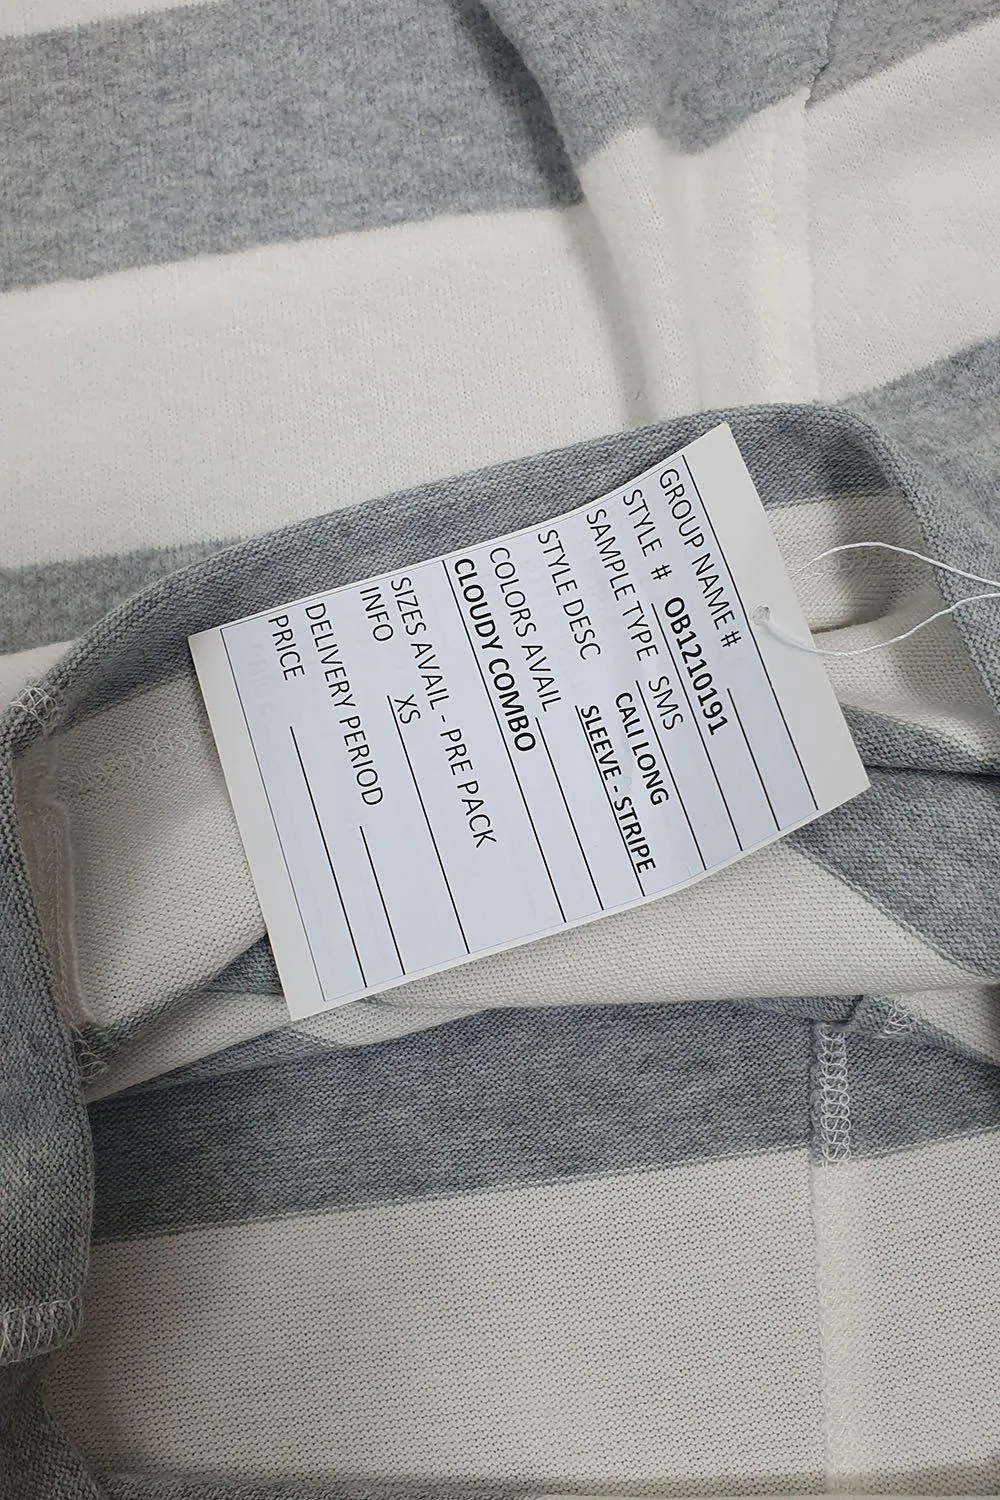 GROUP NAME #
STYLE # OB1210191
SAMPLE TYPE SMS
STYLE DESC CALI LONG
SLEEVE - STRIPE
COLORS AVAIL
CLOUDY COMBO
SIZES AVAIL - PRE PACK
INFO XS
DELIVERY PERIOD
PRICE